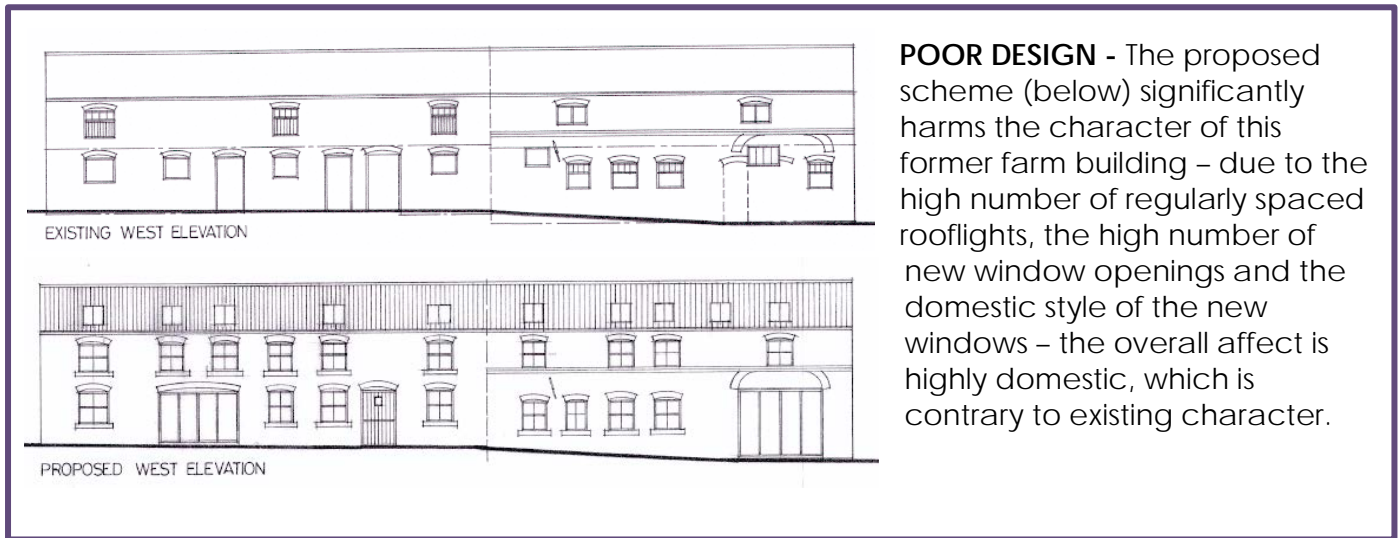 POOR DESIGN - The proposed
scheme (below) significantly
harms the character of this
former farm building – due to the
high number of regularly spaced
rooflights, the high number of
new window openings and the
domestic style of the new
windows – the overall affect is
highly domestic, which is
contrary to existing character.
EXISTING WEST ELEVATION
PROPOSED WEST ELEVATION